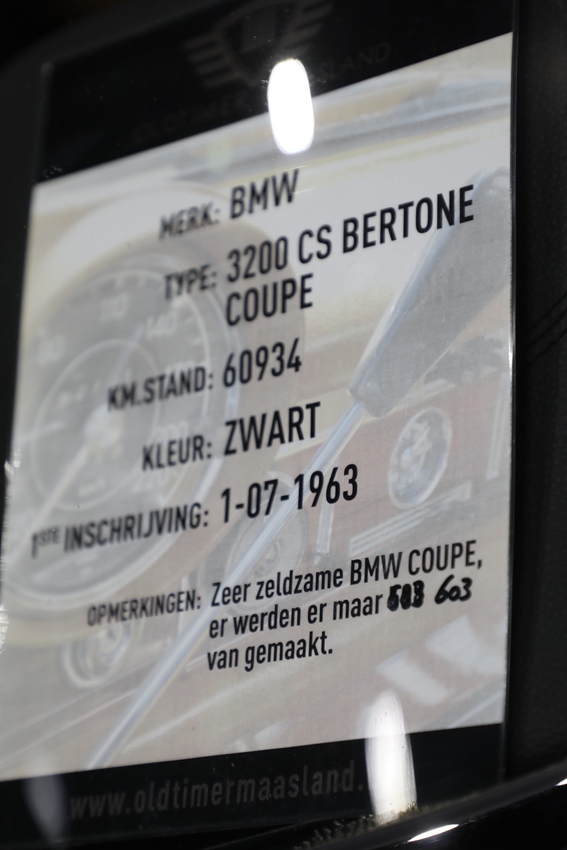 MERK: BMW
TYPE: 3200 CS BERTONE
COUPE
KM.STAND: 60934
KLEUR: ZWART
1STE INSCHRIJVING: 1-07-1963
OPMERKINGEN: Zeer zeldzame BMW COUPE,
er werden er maar 603
van gemaakt.
www.oldtimermaasland.